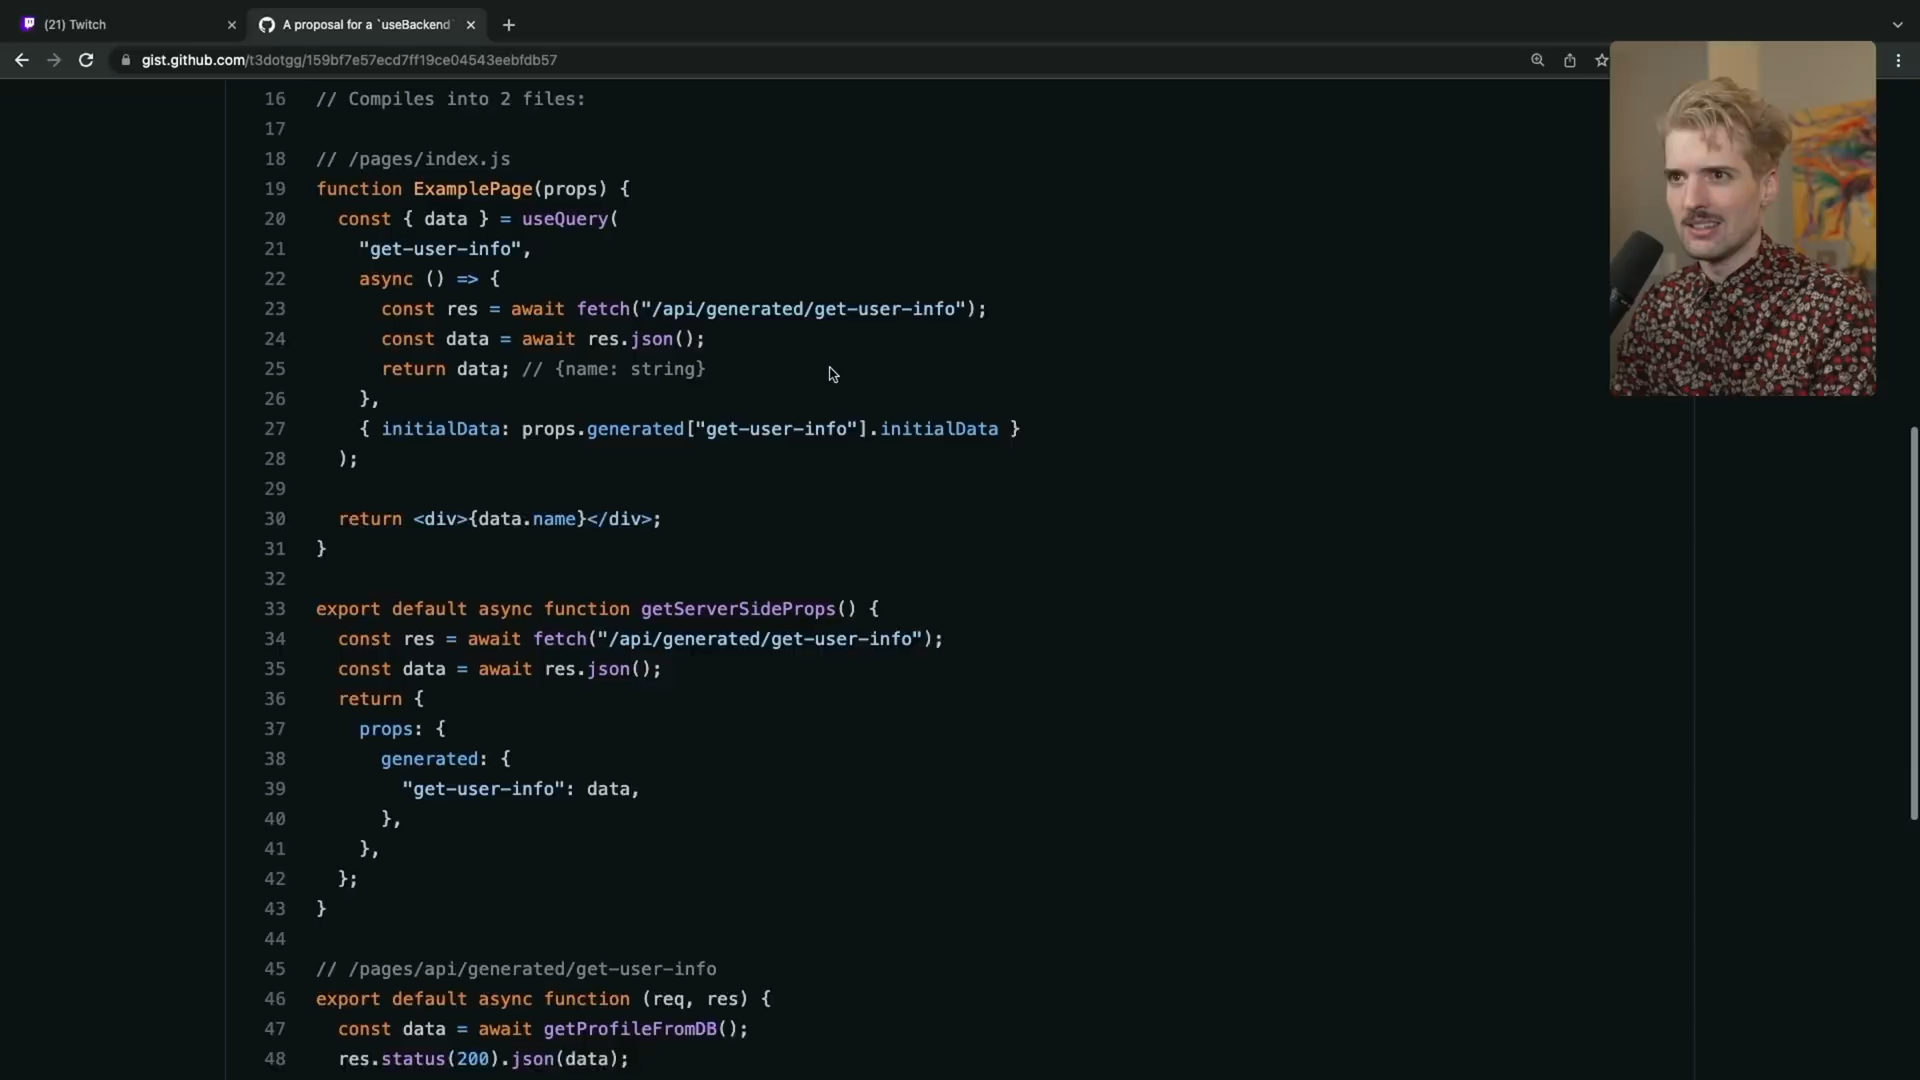 (21) Twitch
A proposal for a `useBackend`
gist.github.com/t3dotgg/159bf7e57ecd7ff19ce04543eebfdb57
16 // Compiles into 2 files:
17
18 // /pages/index.js
19 function ExamplePage(props) {
20 const { data } = useQuery(
21 "get-user-info",
22 async () => {
23 const res = await fetch("/api/generated/get-user-info");
24 const data = await res.json();
25 return data; // {name: string}
26 },
27 { initialData: props.generated["get-user-info"].initialData }
28 );
29
30 return <div>{data.name}</div>;
31 }
32
33 export default async function getServerSideProps() {
34 const res = await fetch("/api/generated/get-user-info");
35 const data = await res.json();
36 return {
37 props: {
38 generated: {
39 "get-user-info": data,
40 },
41 },
42 };
43 }
44
45 // /pages/api/generated/get-user-info
46 export default async function (req, res) {
47 const data = await getProfileFromDB();
48 res.status(200).json(data);